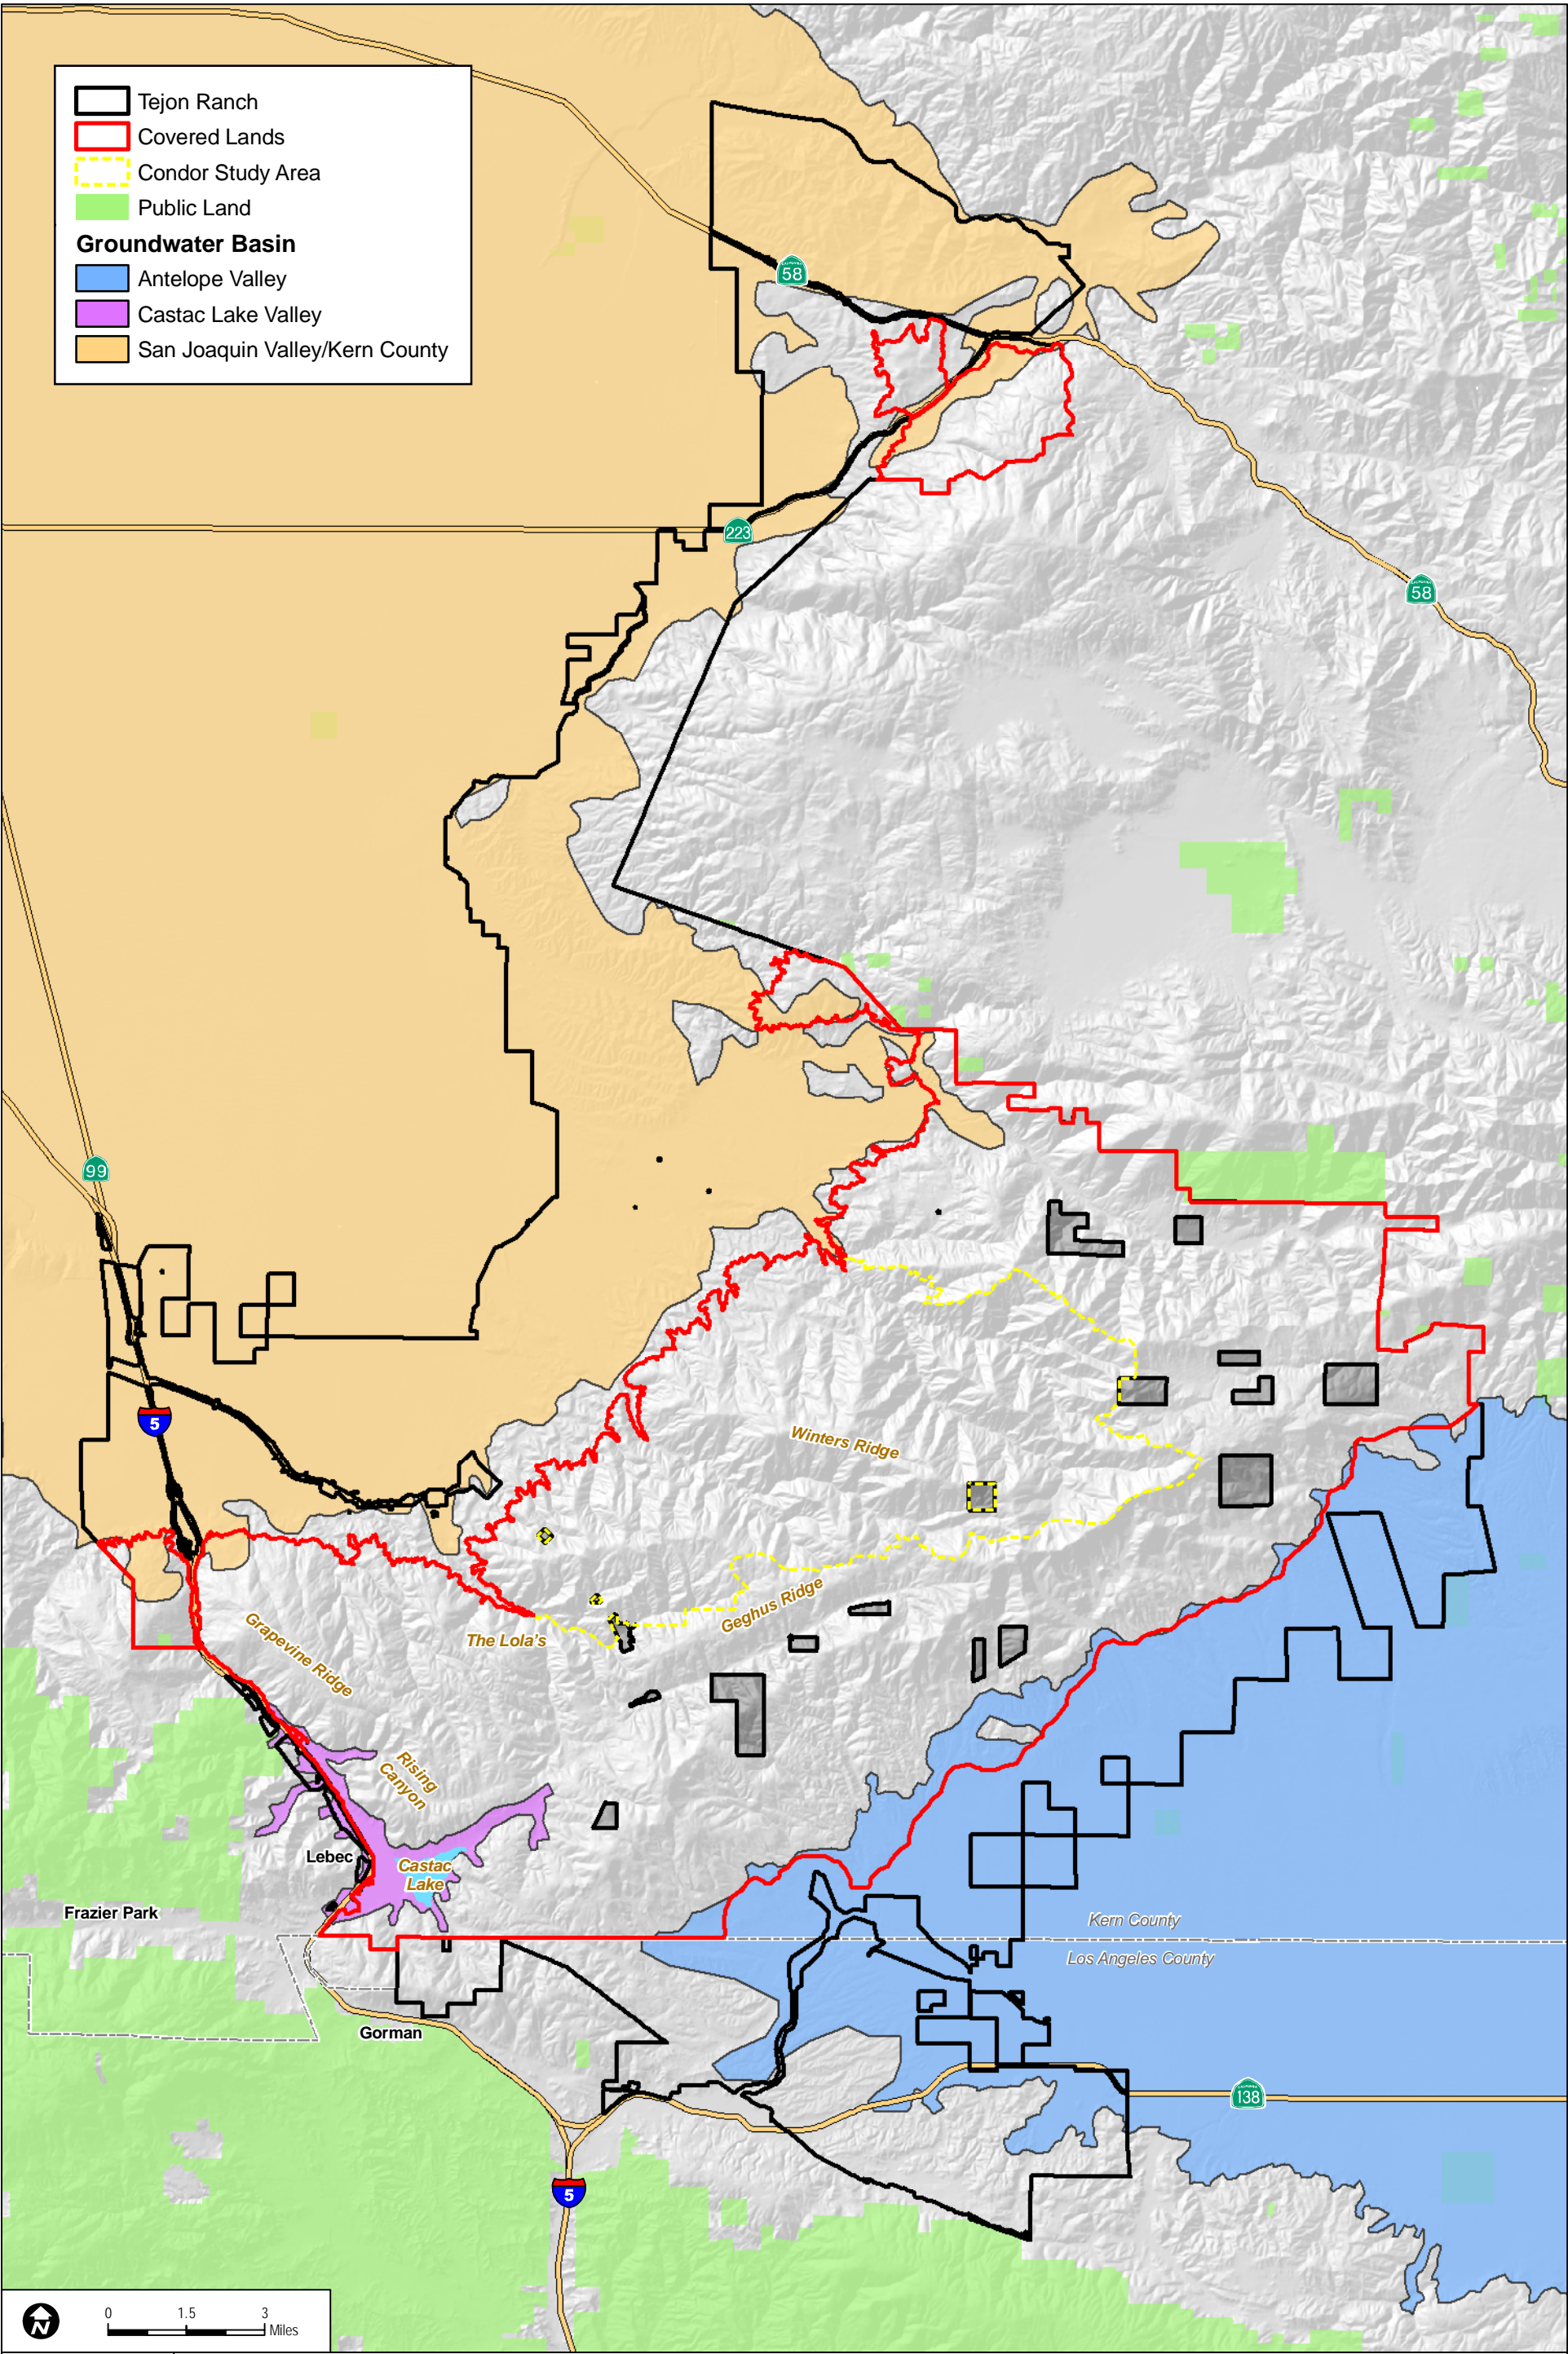 Tejon Ranch
Covered Lands
Condor Study Area
Public Land
Groundwater Basin
Antelope Valley
Castac Lake Valley
San Joaquin Valley/Kern County
58
223
58
99
5
Winters Ridge
Geghus Ridge
The Lola's
Grapevine Ridge
Rising
Canyon
Lebec
Castac
Lake
Frazier Park
Kern County
Los Angeles County
Gorman
138
5
N
0 1.5 3
Miles